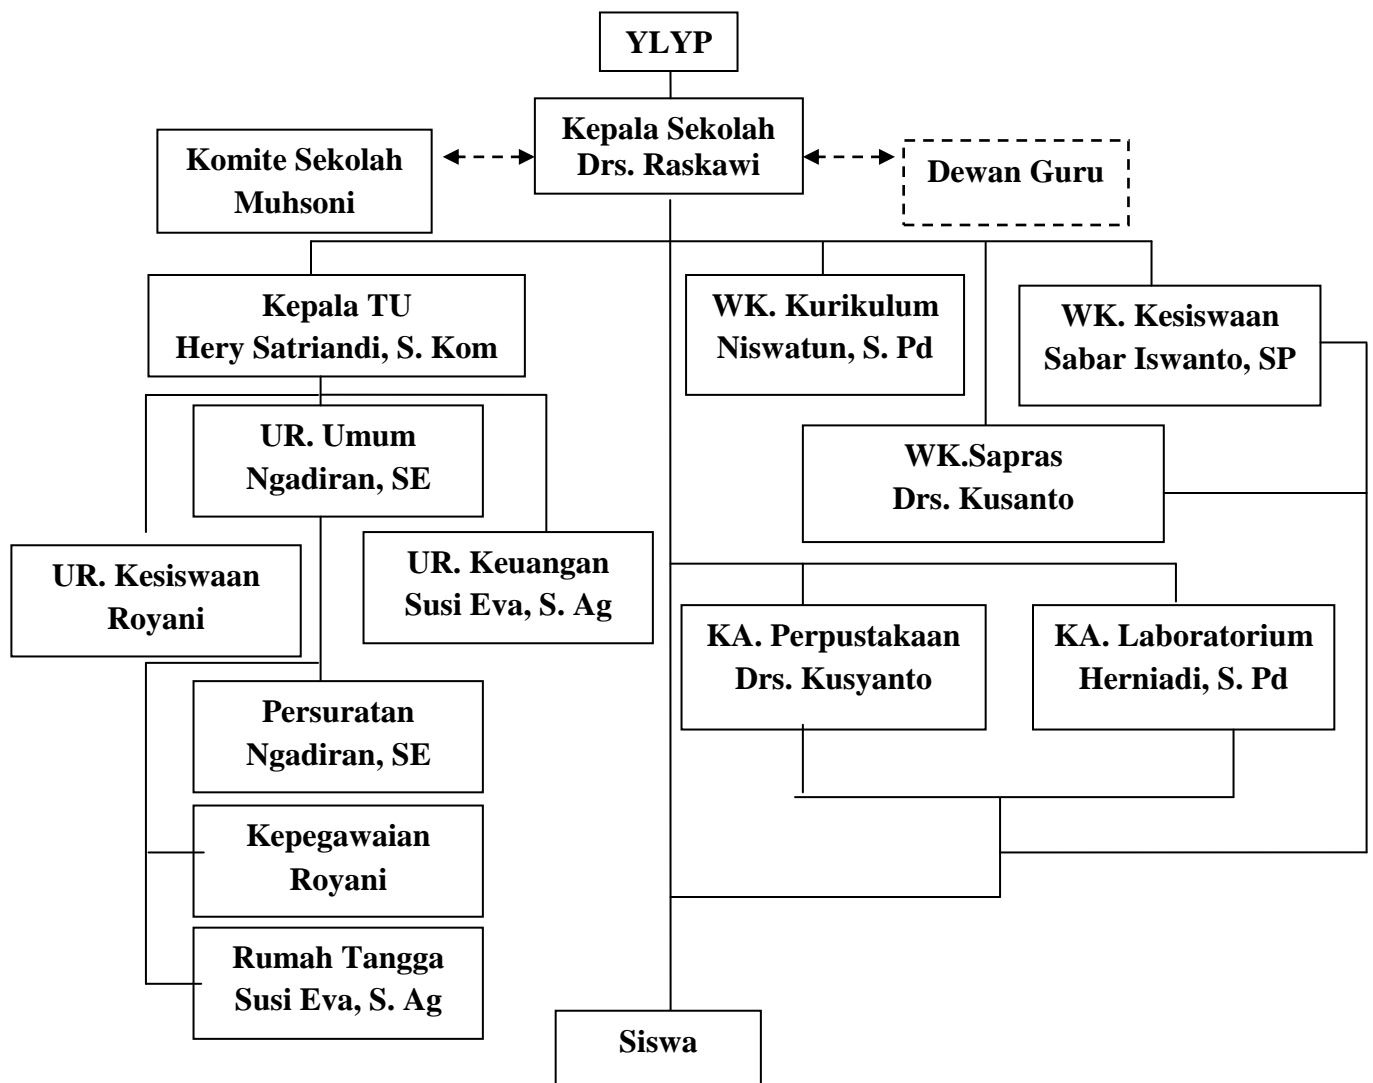 YLYP
Kepala Sekolah
Drs. Raskawi
Komite Sekolah
Muhsoni
Dewan Guru
Kepala TU
Hery Satriandi, S. Kom
WK. Kurikulum
Niswatun, S. Pd
WK. Kesiswaan
Sabar Iswanto, SP
UR. Umum
Ngadiran, SE
WK.Sapras
Drs. Kusanto
UR. Kesiswaan
Royani
UR. Keuangan
Susi Eva, S. Ag
KA. Perpustakaan
Drs. Kusyanto
KA. Laboratorium
Herniadi, S. Pd
Persuratan
Ngadiran, SE
Kepegawaian
Royani
Rumah Tangga
Susi Eva, S. Ag
Siswa